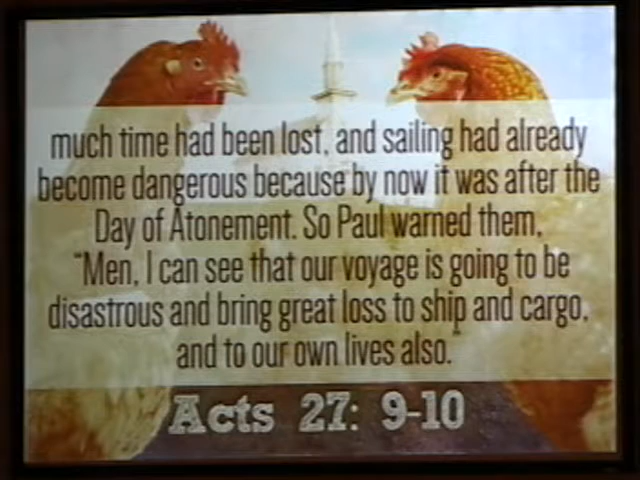 much time had been lost, and sailing had already
become dangerous because by now it was after the
Day of Atonement. So Paul warned them,
"Men, I can see that our voyage is going to be
disastrous and bring great loss to ship and cargo,
and to our own lives also."
Acts 27: 9-10